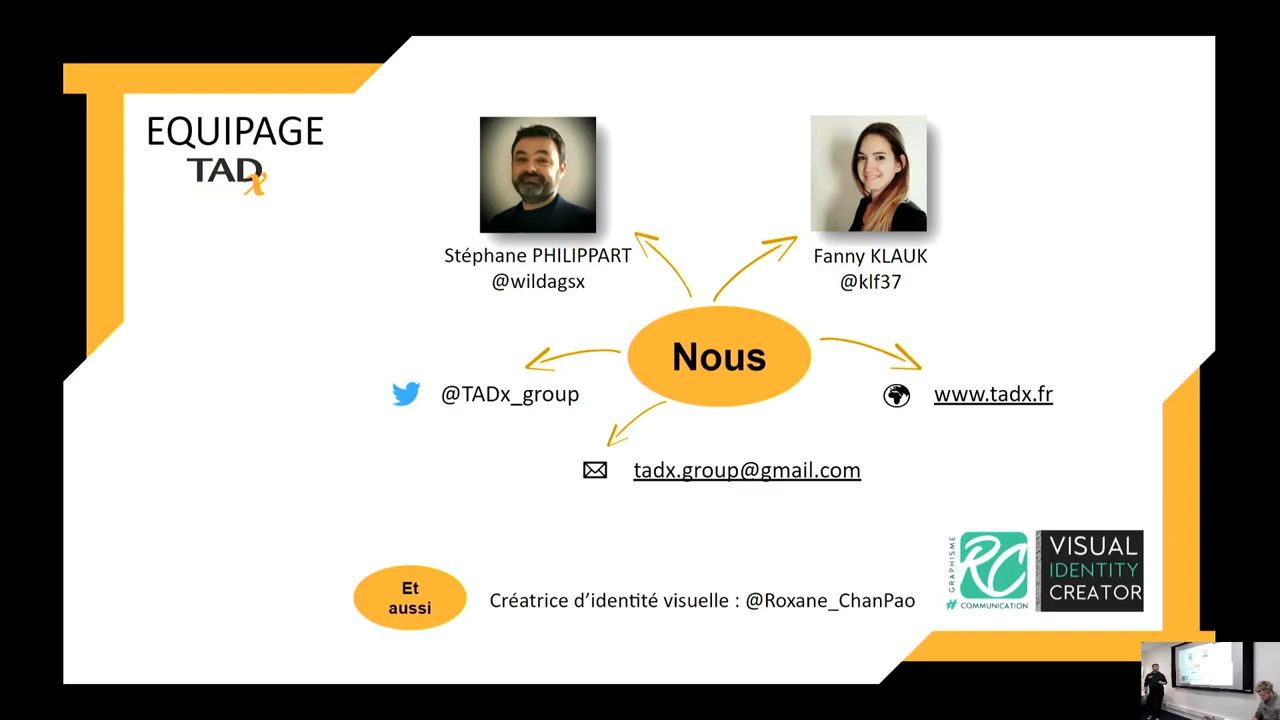 EQUIPAGE
TADx
Stéphane PHILIPPART
@wildagsx
Fanny KLAUK
@klf37
Nous
@TADx_group
www.tadx.fr
tadx.group@gmail.com
Et
aussi
Créatrice d'identité visuelle : @Roxane_ChanPao
# GRAPHISME
RC
COMMUNICATION
VISUAL
IDENTITY
CREATOR